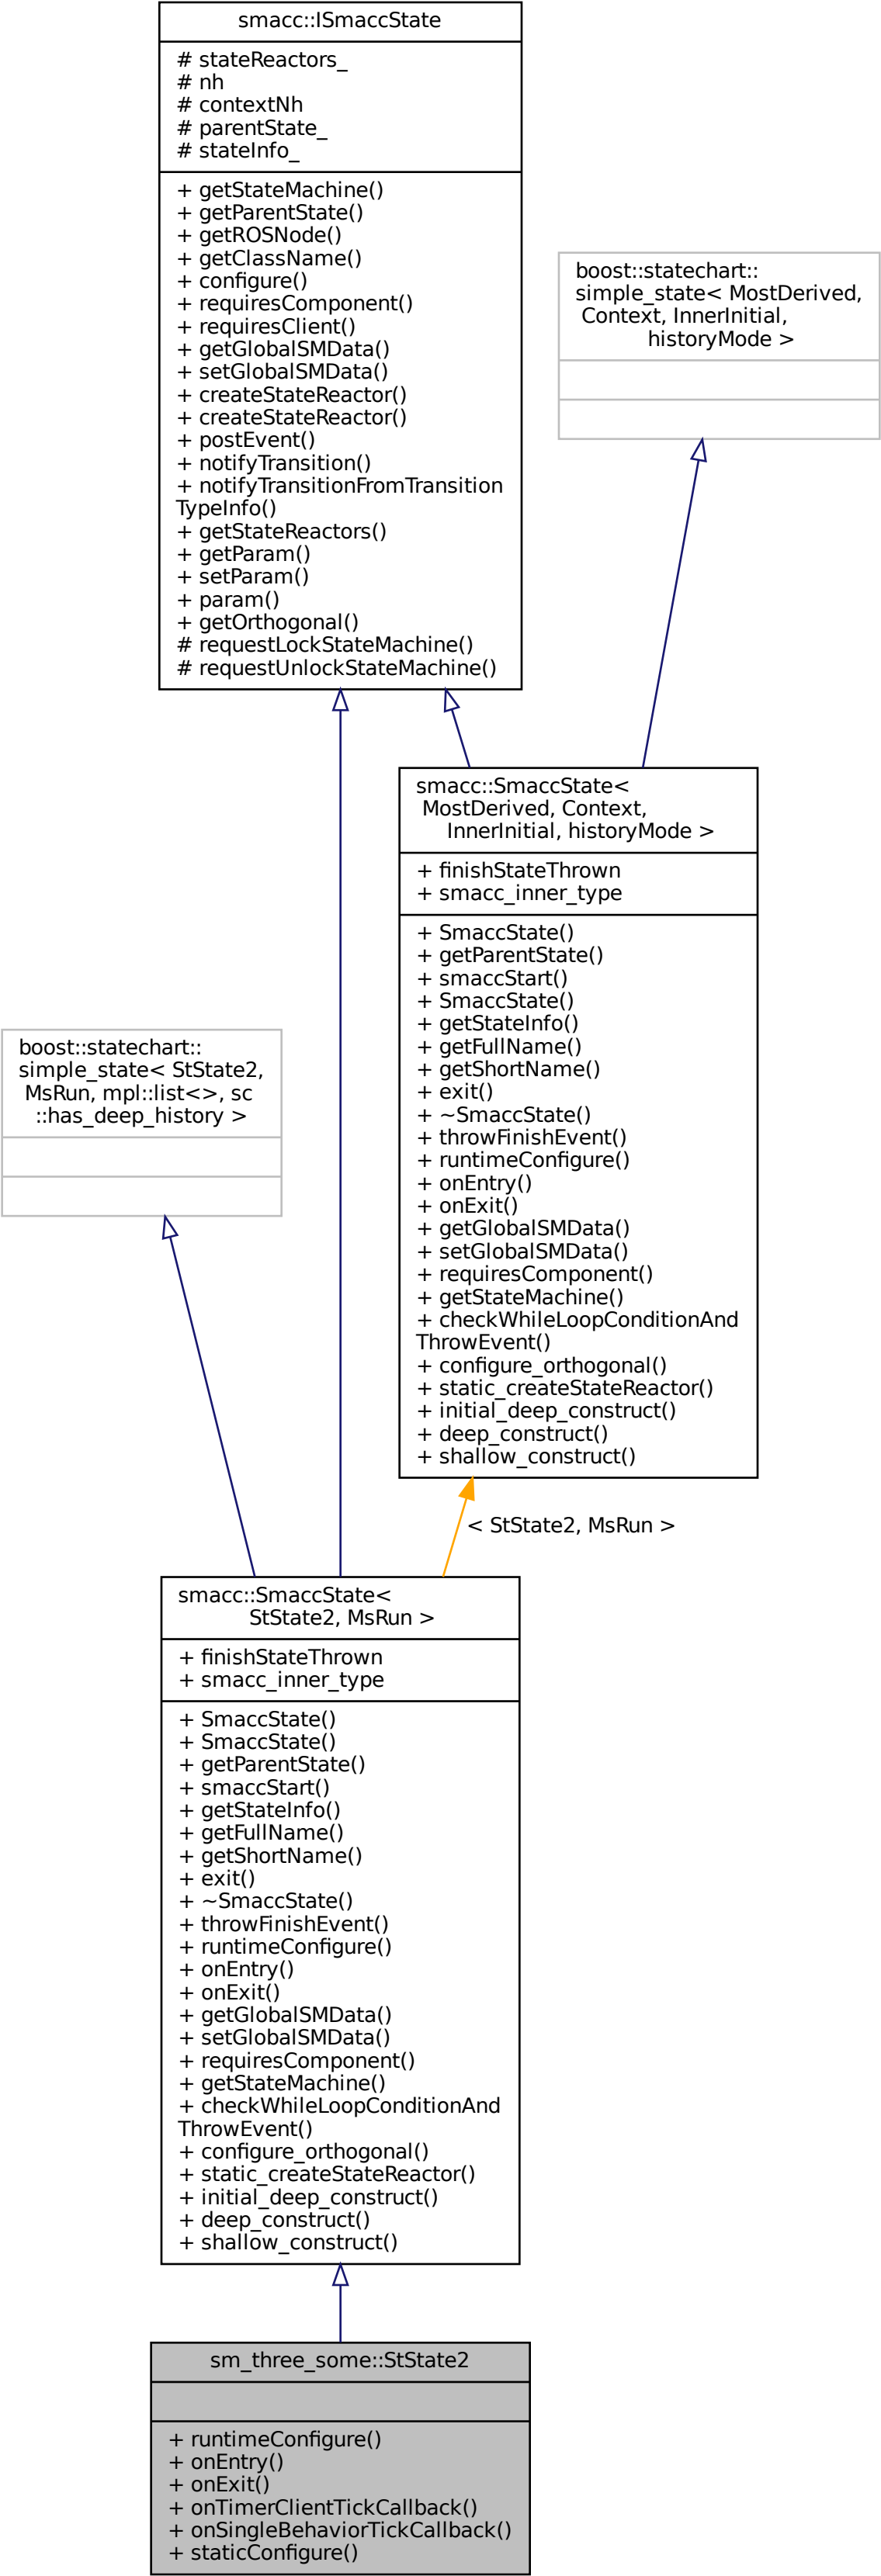 smacc::ISmaccState
# stateReactors_
# nh
# contextNh
# parentState_
# stateInfo_
+ getStateMachine()
+ getParentState()
+ getROSNode()
+ getClassName()
+ configure()
+ requiresComponent()
+ requiresClient()
+ getGlobalSMData()
+ setGlobalSMData()
+ createStateReactor()
+ createStateReactor()
+ postEvent()
+ notifyTransition()
+ notifyTransitionFromTransition
TypeInfo()
+ getStateReactors()
+ getParam()
+ setParam()
+ param()
+ getOrthogonal()
# requestLockStateMachine()
# requestUnlockStateMachine()
boost::statechart::
simple_state< MostDerived,
Context, InnerInitial,
historyMode >
smacc::SmaccState<
MostDerived, Context,
InnerInitial, historyMode >
+ finishStateThrown
+ smacc_inner_type
+ SmaccState()
+ getParentState()
+ smaccStart()
+ SmaccState()
+ getStateInfo()
+ getFullName()
+ getShortName()
+ exit()
+ ~SmaccState()
+ throwFinishEvent()
+ runtimeConfigure()
+ onEntry()
+ onExit()
+ getGlobalSMData()
+ setGlobalSMData()
+ requiresComponent()
+ getStateMachine()
+ checkWhileLoopConditionAnd
ThrowEvent()
+ configure_orthogonal()
+ static_createStateReactor()
+ initial_deep_construct()
+ deep_construct()
+ shallow_construct()
boost::statechart::
simple_state< StState2,
MsRun, mpl::list<>, sc
::has_deep_history >
< StState2, MsRun >
smacc::SmaccState<
StState2, MsRun >
+ finishStateThrown
+ smacc_inner_type
+ SmaccState()
+ SmaccState()
+ getParentState()
+ smaccStart()
+ getStateInfo()
+ getFullName()
+ getShortName()
+ exit()
+ ~SmaccState()
+ throwFinishEvent()
+ runtimeConfigure()
+ onEntry()
+ onExit()
+ getGlobalSMData()
+ setGlobalSMData()
+ requiresComponent()
+ getStateMachine()
+ checkWhileLoopConditionAnd
ThrowEvent()
+ configure_orthogonal()
+ static_createStateReactor()
+ initial_deep_construct()
+ deep_construct()
+ shallow_construct()
sm_three_some::StState2
+ runtimeConfigure()
+ onEntry()
+ onExit()
+ onTimerClientTickCallback()
+ onSingleBehaviorTickCallback()
+ staticConfigure()